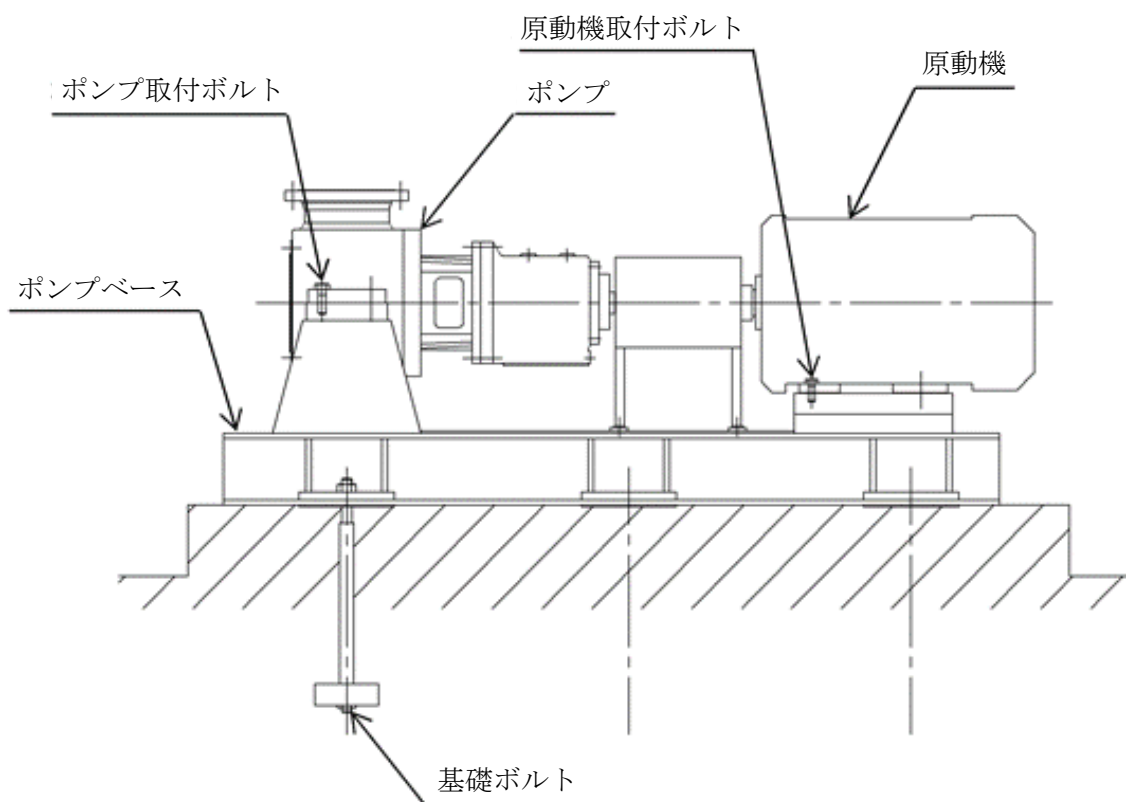 原動機取付ボルト
原動機
ポンプ取付ボルト
ポンプ
ポンプベース
基礎ボルト